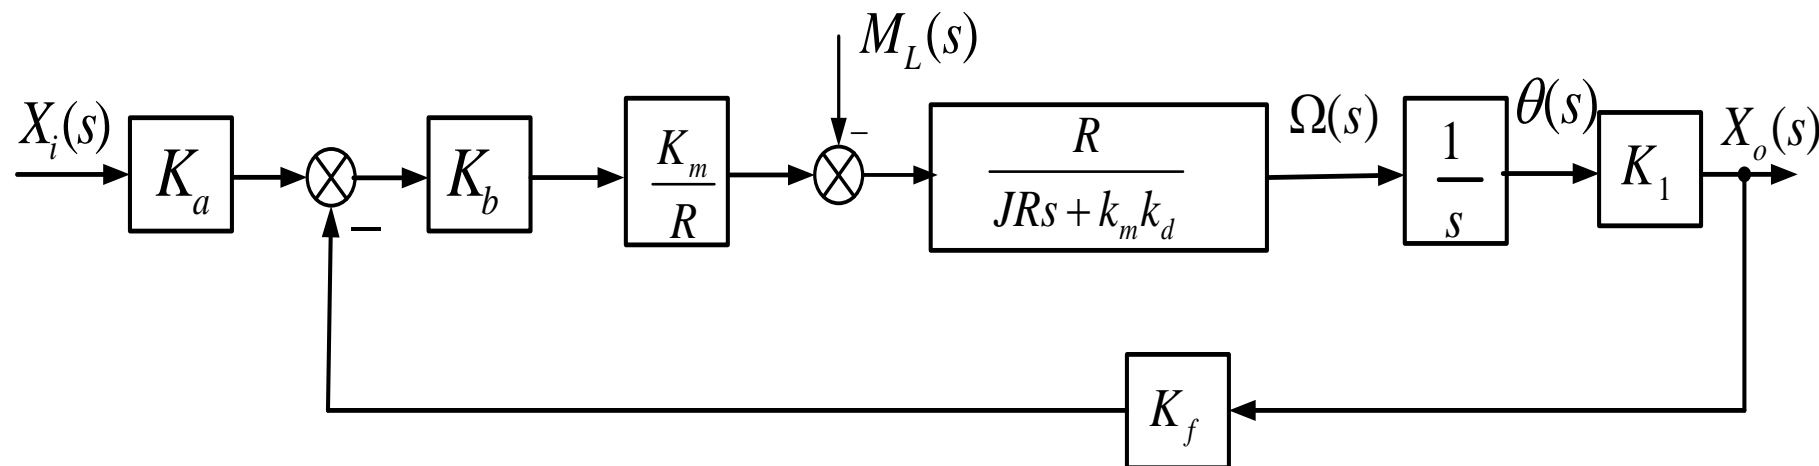 M_L(s)
X_i(s) K_a K_b K_m/R − R/(JRs + k_m k_d) Ω(s) 1/s θ(s) K_1 X_o(s)
−
K_f